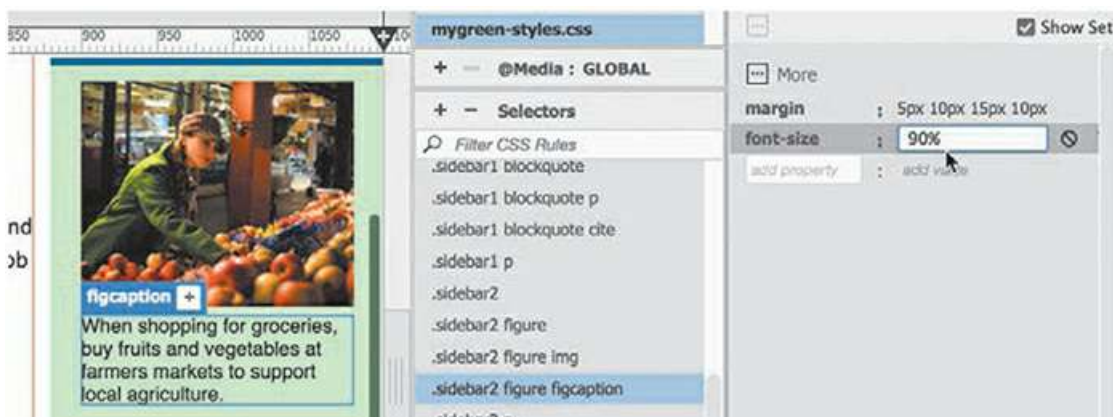 850 900 950 1000 1050
nd
ob
figcaption +
When shopping for groceries,
buy fruits and vegetables at
farmers markets to support
local agriculture.
mygreen-styles.css
+ − @Media : GLOBAL
+ − Selectors
Filter CSS Rules
.sidebar1 blockquote
.sidebar1 blockquote p
.sidebar1 blockquote cite
.sidebar1 p
.sidebar2
.sidebar2 figure
.sidebar2 figure img
.sidebar2 figure figcaption
Show Set
More
margin : 5px 10px 15px 10px
font-size : 90%
add property : add value